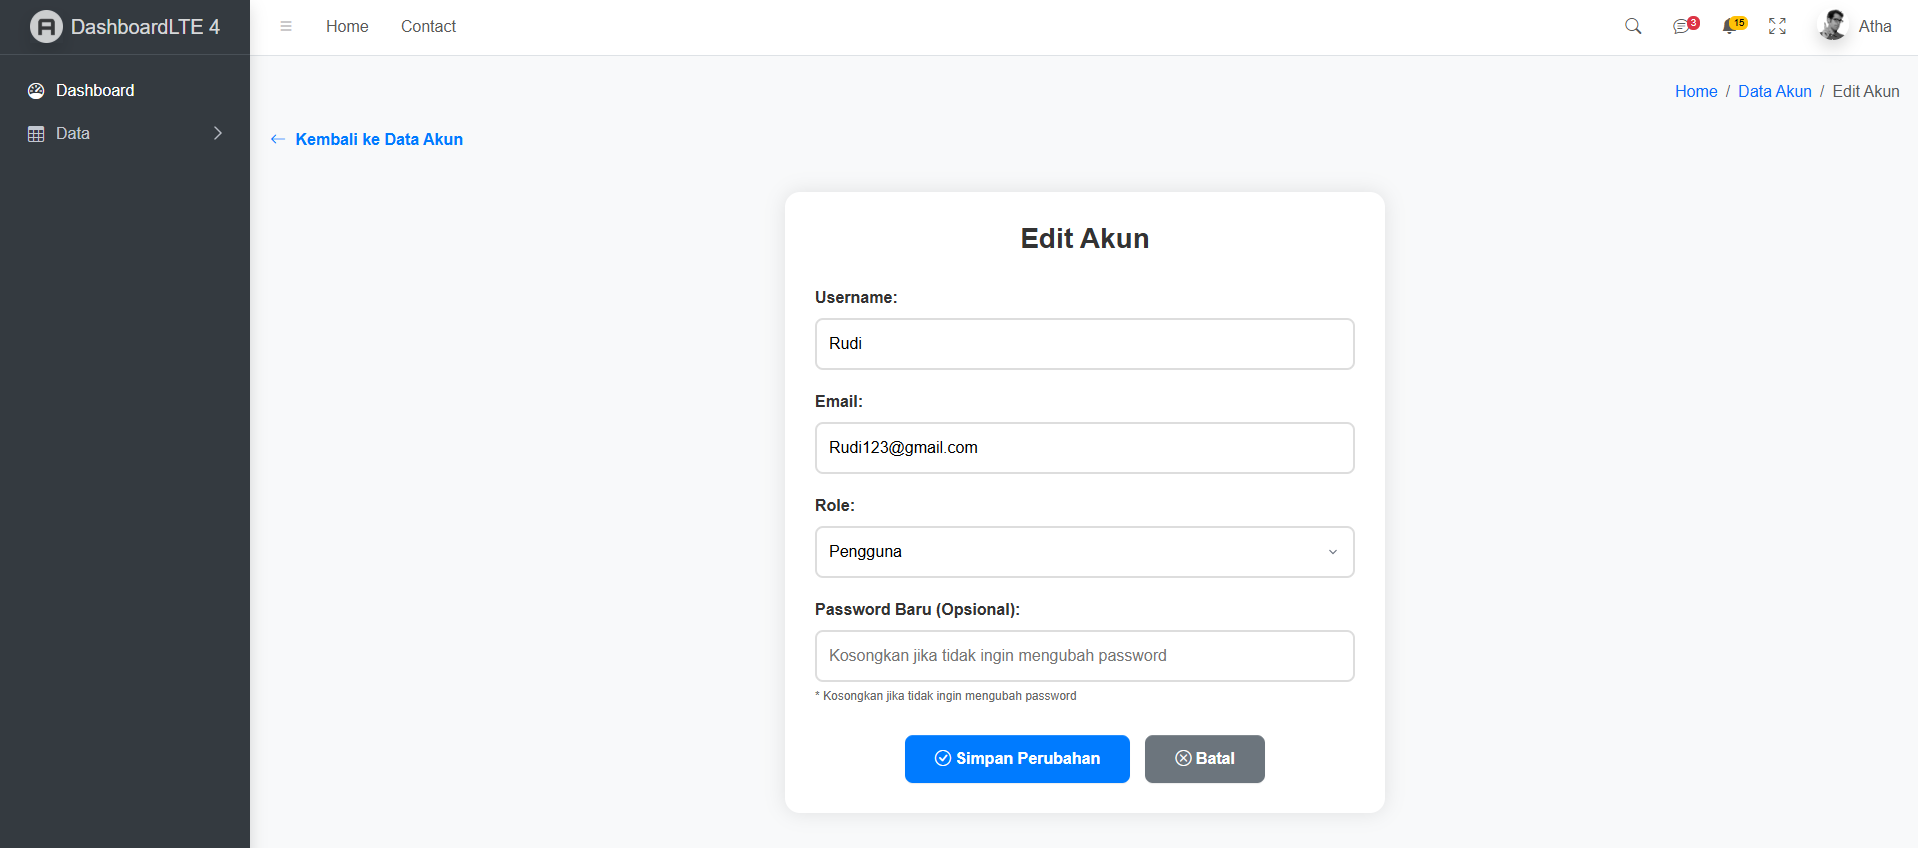 DashboardLTE 4
Home
Contact
3
15
Atha
Dashboard
Data
Home / Data Akun / Edit Akun
Kembali ke Data Akun
Edit Akun
Username:
Rudi
Email:
Rudi123@gmail.com
Role:
Pengguna
Password Baru (Opsional):
Kosongkan jika tidak ingin mengubah password
* Kosongkan jika tidak ingin mengubah password
Simpan Perubahan
Batal